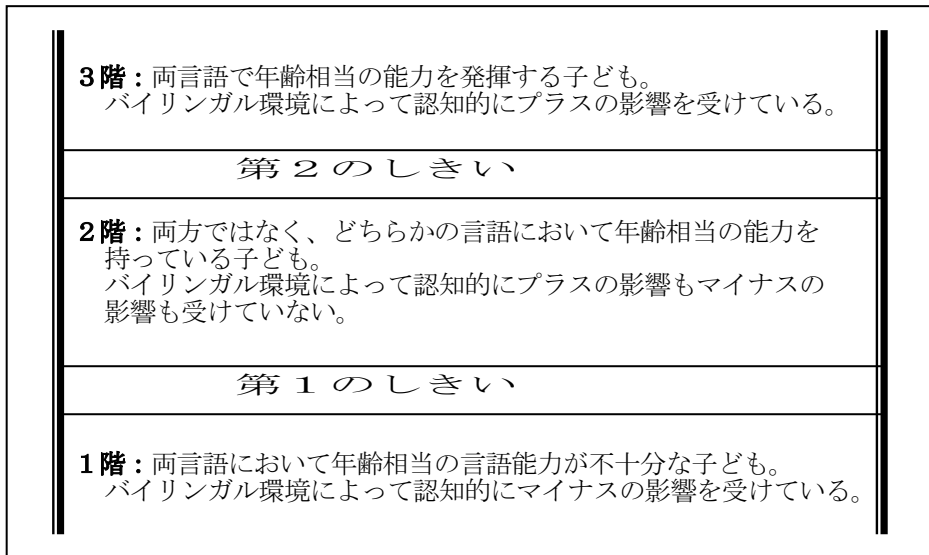 3階：両言語で年齢相当の能力を発揮する子ども。
バイリンガル環境によって認知的にプラスの影響を受けている。
第2のしきい
2階：両方ではなく、どちらかの言語において年齢相当の能力を
持っている子ども。
バイリンガル環境によって認知的にプラスの影響もマイナスの
影響も受けていない。
第1のしきい
1階：両言語において年齢相当の言語能力が不十分な子ども。
バイリンガル環境によって認知的にマイナスの影響を受けている。